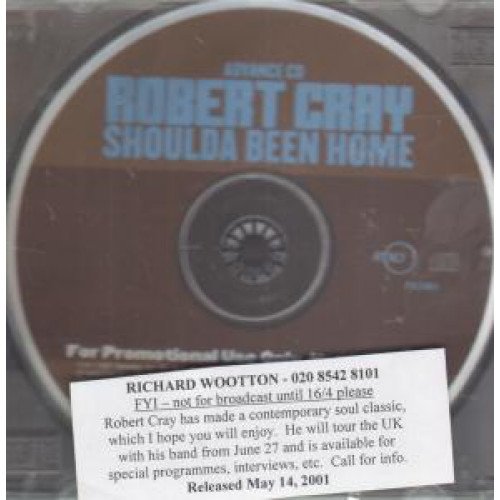 ADVANCE CD
ROBERT CRAY
SHOULDA BEEN HOME
For Promotional Use Only
RICHARD WOOTTON - 020 8542 8101
FYI – not for broadcast until 16/4 please
Robert Cray has made a contemporary soul classic,
which I hope you will enjoy. He will tour the UK
with his band from June 27 and is available for
special programmes, interviews, etc. Call for info.
Released May 14, 2001